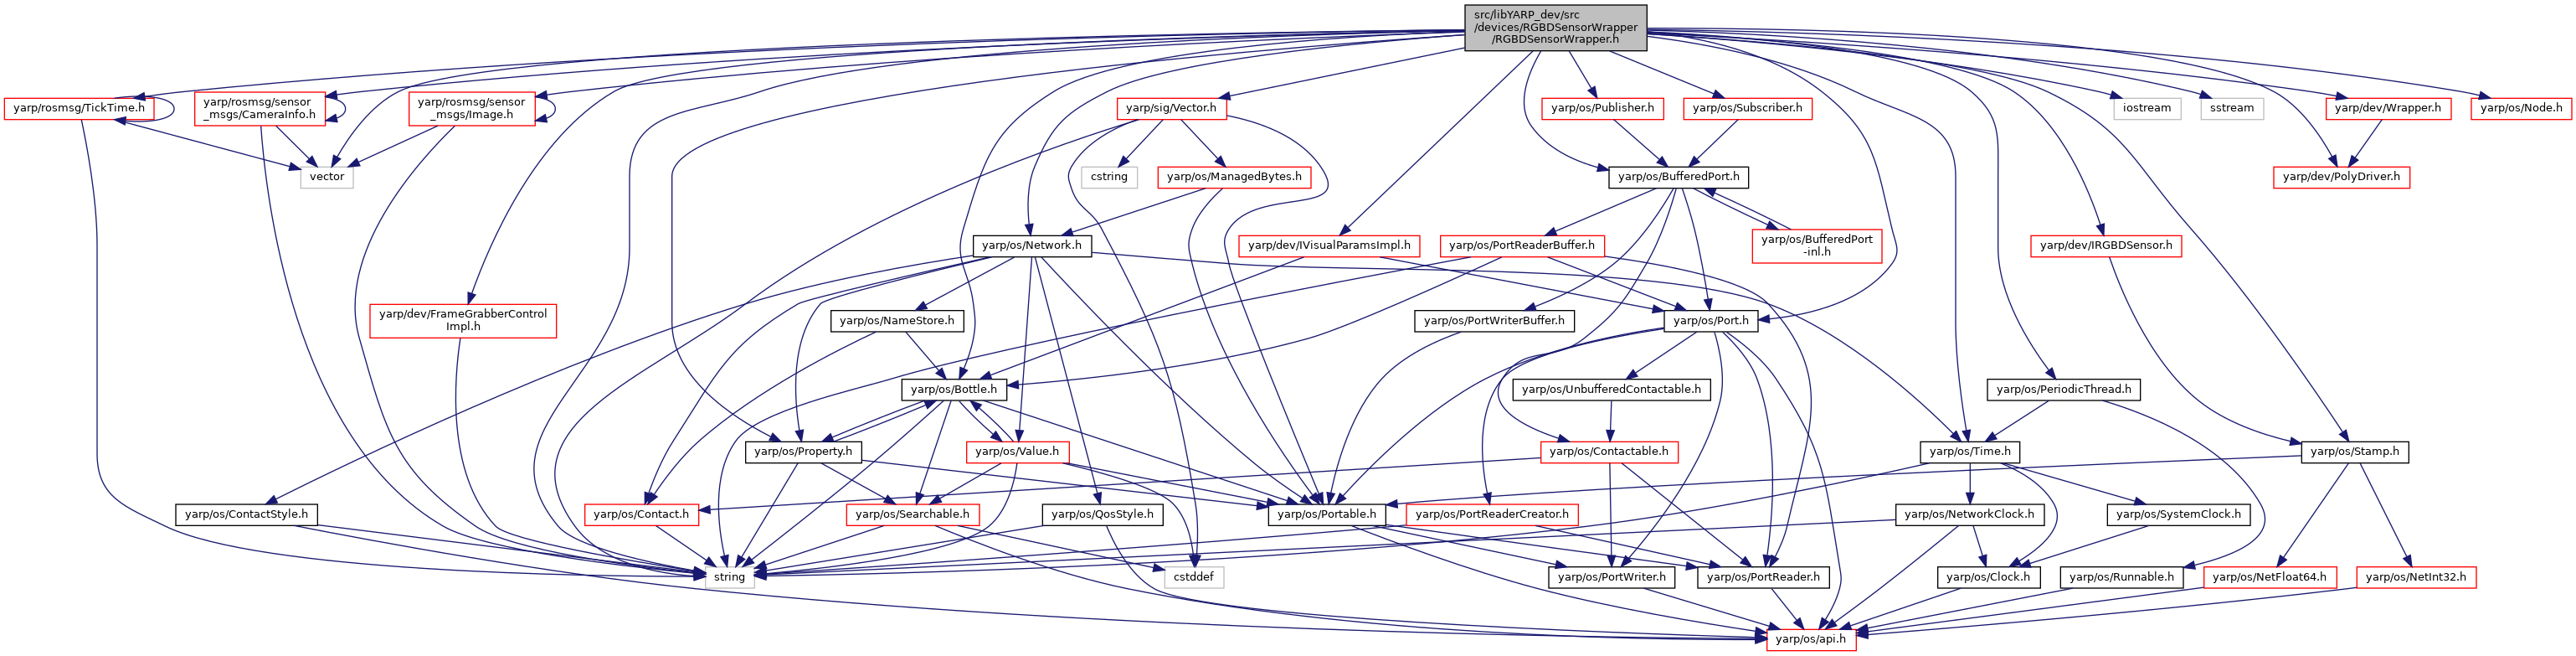 src/libYARP_dev/src
/devices/RGBDSensorWrapper
/RGBDSensorWrapper.h
yarp/rosmsg/TickTime.h
yarp/rosmsg/sensor
_msgs/CameraInfo.h
yarp/rosmsg/sensor
_msgs/Image.h
yarp/sig/Vector.h
yarp/os/Publisher.h
yarp/os/Subscriber.h
iostream
sstream
yarp/dev/Wrapper.h
yarp/os/Node.h
vector
cstring
yarp/os/ManagedBytes.h
yarp/os/BufferedPort.h
yarp/dev/PolyDriver.h
yarp/os/Network.h
yarp/dev/IVisualParamsImpl.h
yarp/os/PortReaderBuffer.h
yarp/os/BufferedPort
-inl.h
yarp/dev/IRGBDSensor.h
yarp/dev/FrameGrabberControl
Impl.h
yarp/os/NameStore.h
yarp/os/PortWriterBuffer.h
yarp/os/Port.h
yarp/os/Bottle.h
yarp/os/UnbufferedContactable.h
yarp/os/PeriodicThread.h
yarp/os/Property.h
yarp/os/Value.h
yarp/os/Contactable.h
yarp/os/Time.h
yarp/os/Stamp.h
yarp/os/ContactStyle.h
yarp/os/Contact.h
yarp/os/Searchable.h
yarp/os/QosStyle.h
yarp/os/Portable.h
yarp/os/PortReaderCreator.h
yarp/os/NetworkClock.h
yarp/os/SystemClock.h
string
cstddef
yarp/os/PortWriter.h
yarp/os/PortReader.h
yarp/os/Clock.h
yarp/os/Runnable.h
yarp/os/NetFloat64.h
yarp/os/NetInt32.h
yarp/os/api.h